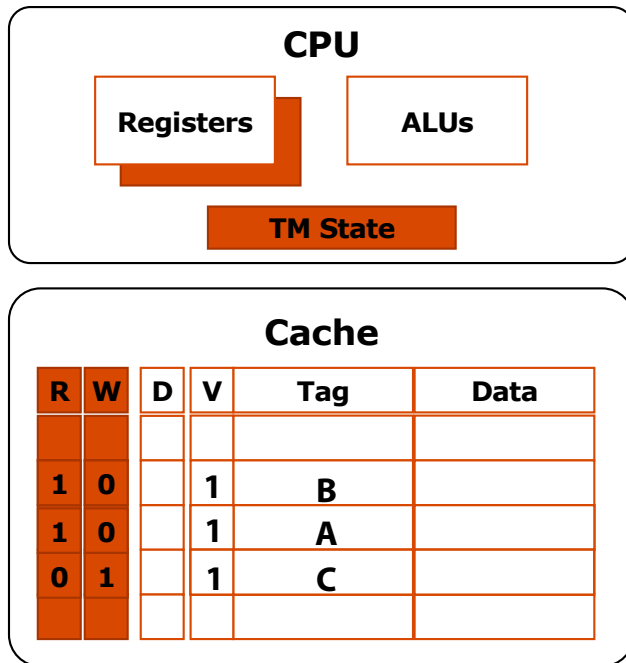 CPU
Registers ALUs
TM State
Cache
R W D V Tag Data
1 0 1 B
1 0 1 A
0 1 1 C